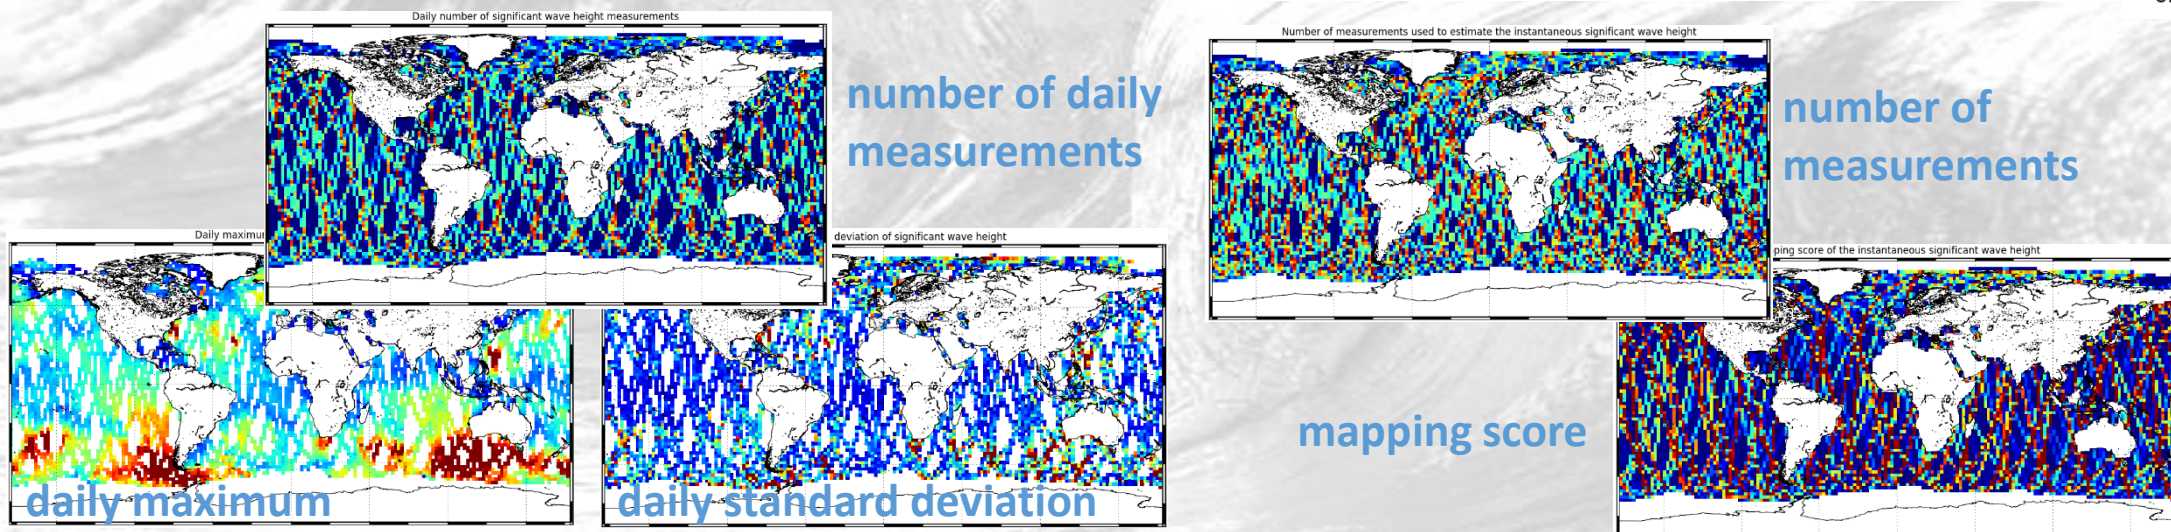 Daily number of significant wave height measurements
number of daily
measurements
Number of measurements used to estimate the instantaneous significant wave height
number of
measurements
Daily maximum
deviation of significant wave height
ping score of the instantaneous significant wave height
daily maximum
daily standard deviation
mapping score